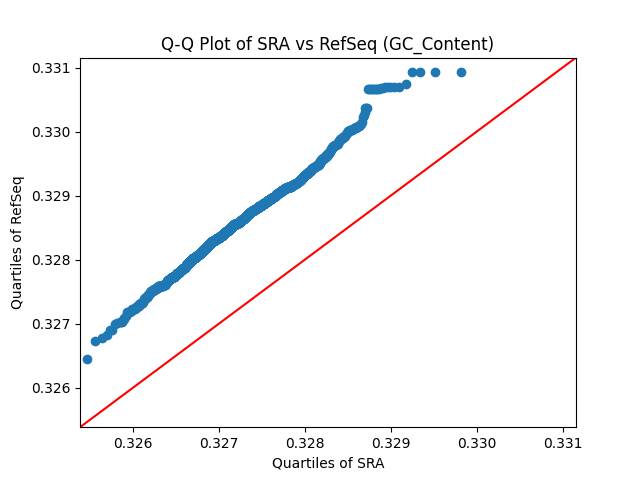 Q-Q Plot of SRA vs RefSeq (GC_Content)
0.331
0.330
0.329
0.328
0.327
0.326
Quartiles of RefSeq
0.326 0.327 0.328 0.329 0.330 0.331
Quartiles of SRA